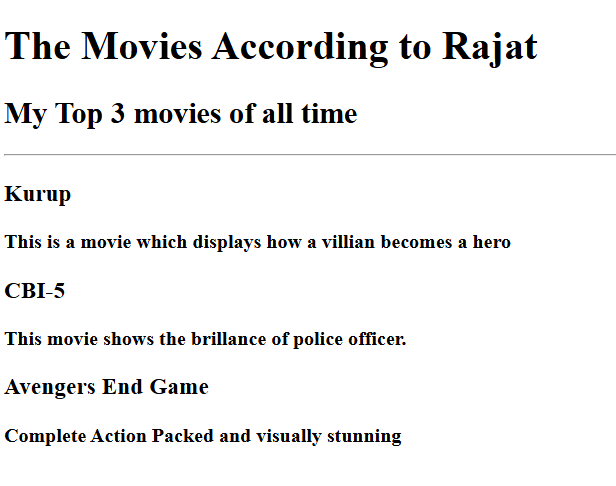 The Movies According to Rajat
My Top 3 movies of all time
Kurup
This is a movie which displays how a villian becomes a hero
CBI-5
This movie shows the brillance of police officer.
Avengers End Game
Complete Action Packed and visually stunning